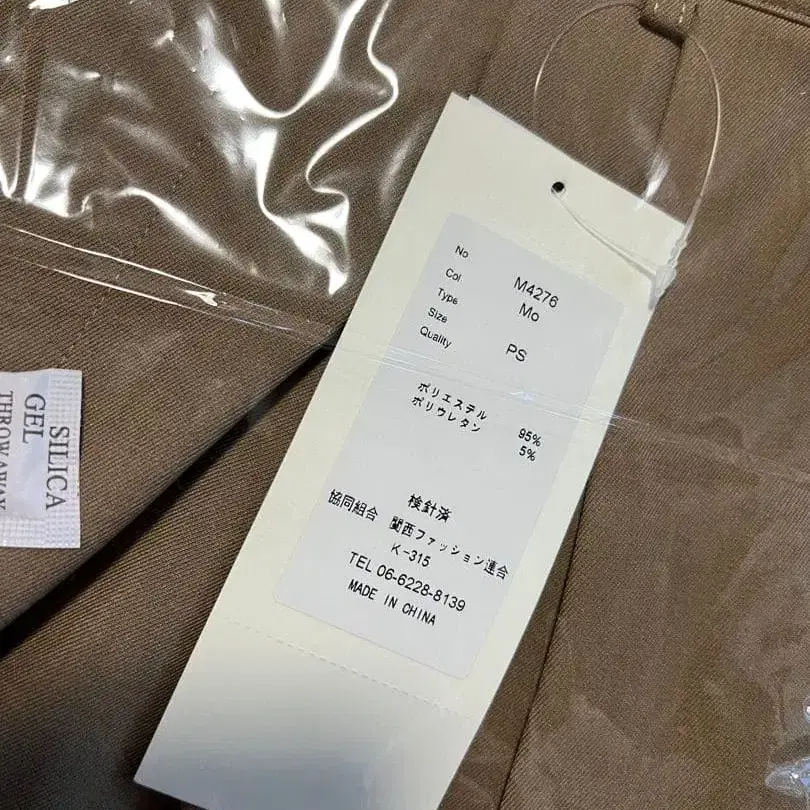 No M4276
Col Mo
Type
Size PS
Quality
ポリエステル 95%
ポリウレタン 5%
検針済
協同組合 関西ファッション連合
K-315
TEL 06-6228-8139
MADE IN CHINA
SILICA
GEL
THROW AWAY